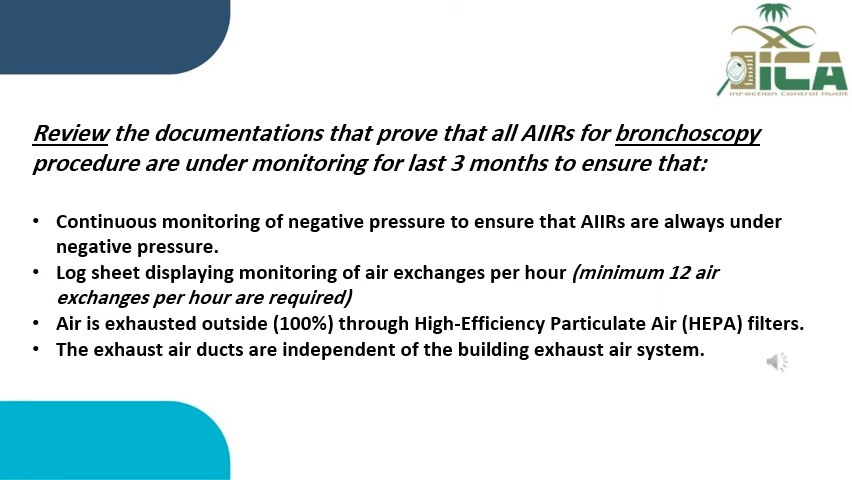 iCA
Infection Control Audit
Review the documentations that prove that all AIIRs for bronchoscopy
procedure are under monitoring for last 3 months to ensure that:
• Continuous monitoring of negative pressure to ensure that AIIRs are always under
negative pressure.
• Log sheet displaying monitoring of air exchanges per hour (minimum 12 air
exchanges per hour are required)
• Air is exhausted outside (100%) through High-Efficiency Particulate Air (HEPA) filters.
• The exhaust air ducts are independent of the building exhaust air system.